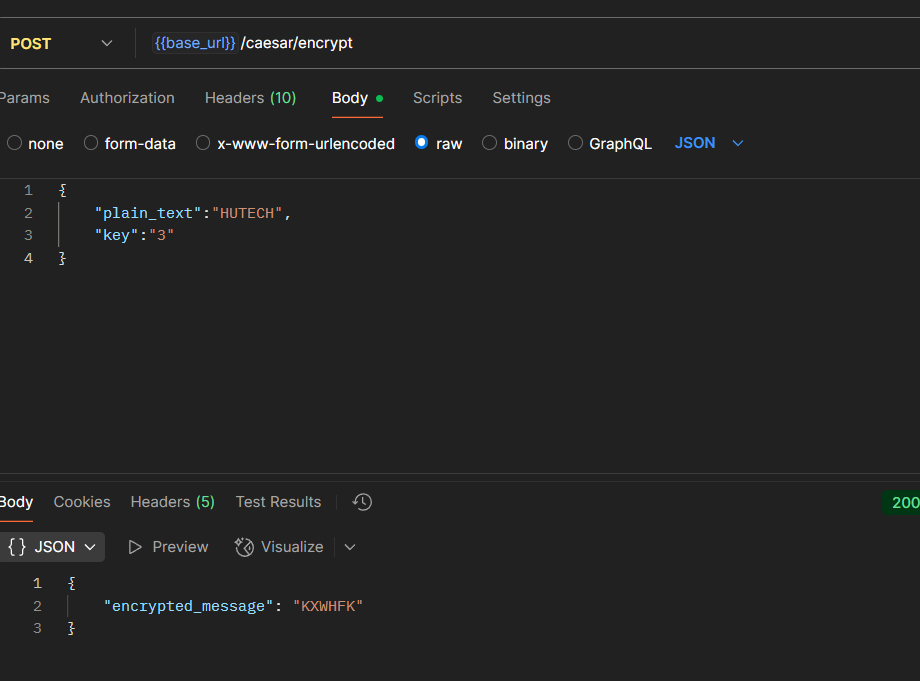 POST {{base_url}} /caesar/encrypt
Params Authorization Headers (10) Body Scripts Settings
none form-data x-www-form-urlencoded raw binary GraphQL JSON
1 {
2 "plain_text":"HUTECH",
3 "key":"3"
4 }
Body Cookies Headers (5) Test Results 200
{} JSON Preview Visualize
1 {
2 "encrypted_message": "KXWHFK"
3 }